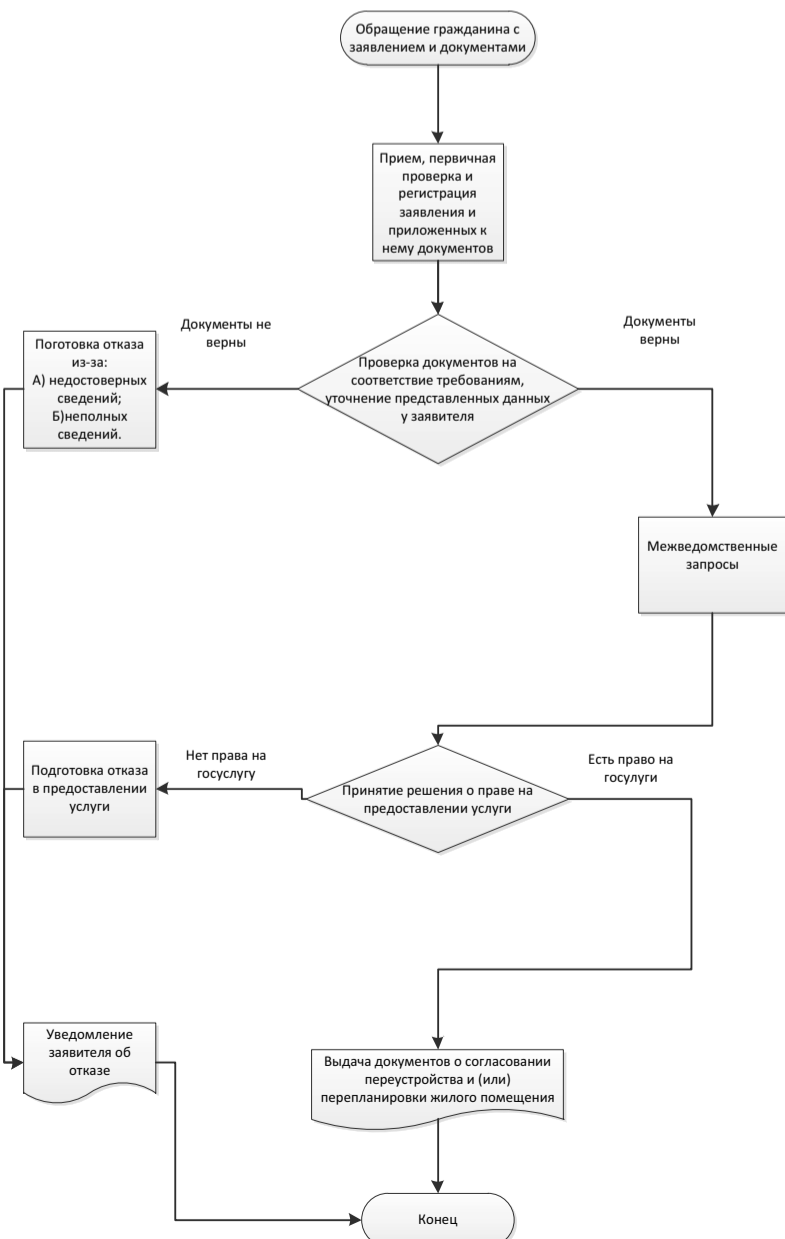 Обращение гражданина с
заявлением и документами
Прием, первичная
проверка и
регистрация
заявления и
приложенных к
нему документов
Документы не
верны
Документы
верны
Поготовка отказа
из-за:
А) недостоверных
сведений;
Б)неполных
сведений.
Проверка документов на
соответствие требованиям,
уточнение представленных данных
у заявителя
Межведомственные
запросы
Нет права на
госуслугу
Есть право на
госулуги
Подготовка отказа
в предоставлении
услуги
Принятие решения о праве на
предоставлении услуги
Уведомление
заявителя об
отказе
Выдача документов о согласовании
переустройства и (или)
перепланировки жилого помещения
Конец